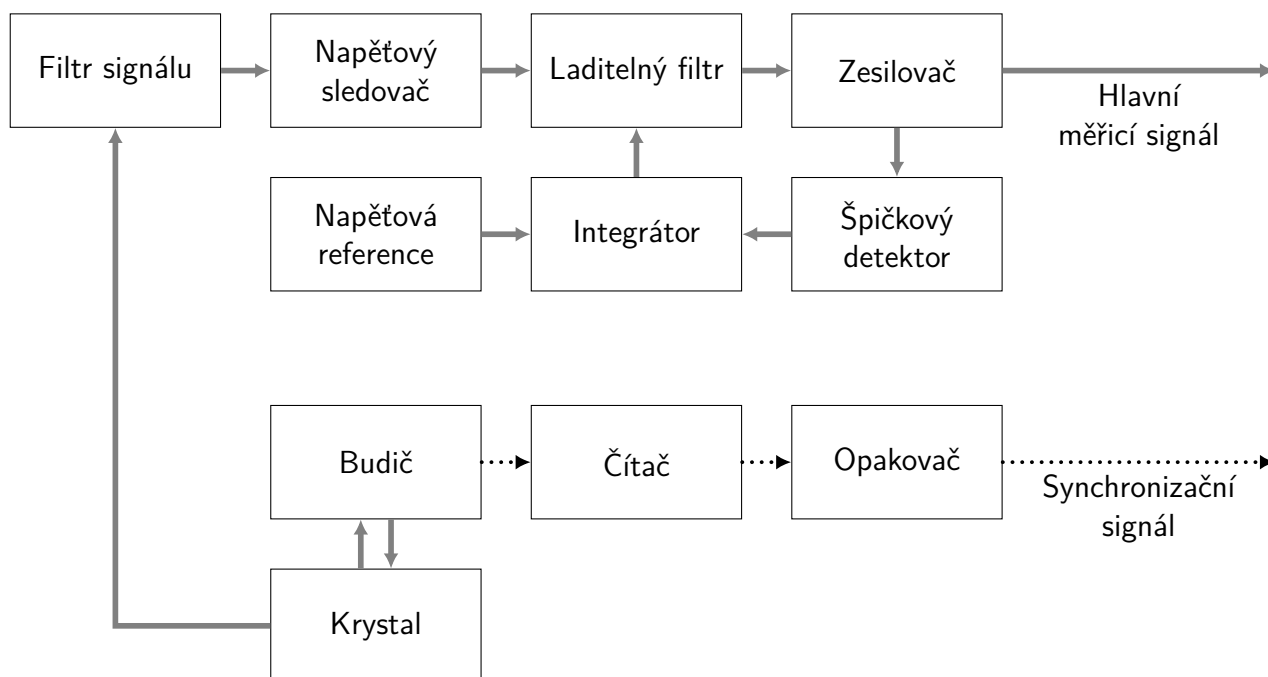 Filtr signálu
Napěťový
sledovač
Laditelný filtr
Zesilovač
Hlavní
měřicí signál
Napěťová
reference
Integrátor
Špičkový
detektor
Budič
Čítač
Opakovač
Synchronizační
signál
Krystal